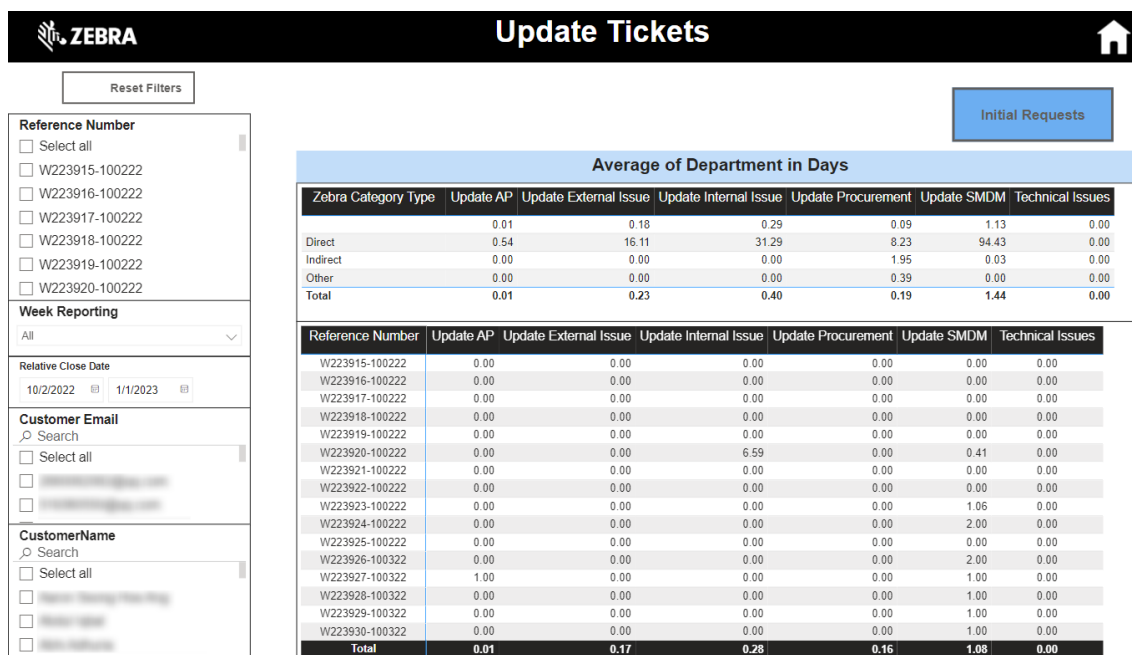 ZEBRA
Update Tickets
Reset Filters
Initial Requests
Reference Number
Select all
W223915-100222
W223916-100222
W223917-100222
W223918-100222
W223919-100222
W223920-100222
Week Reporting
All
Relative Close Date
10/2/2022 1/1/2023
Customer Email
Search
Select all
CustomerName
Search
Select all
Average of Department in Days
Zebra Category Type Update AP Update External Issue Update Internal Issue Update Procurement Update SMDM Technical Issues
0.01 0.18 0.29 0.09 1.13 0.00
Direct 0.54 16.11 31.29 8.23 94.43 0.00
Indirect 0.00 0.00 0.00 1.95 0.03 0.00
Other 0.00 0.00 0.00 0.39 0.00 0.00
Total 0.01 0.23 0.40 0.19 1.44 0.00
Reference Number Update AP Update External Issue Update Internal Issue Update Procurement Update SMDM Technical Issues
W223915-100222 0.00 0.00 0.00 0.00 0.00 0.00
W223916-100222 0.00 0.00 0.00 0.00 0.00 0.00
W223917-100222 0.00 0.00 0.00 0.00 0.00 0.00
W223918-100222 0.00 0.00 0.00 0.00 0.00 0.00
W223919-100222 0.00 0.00 0.00 0.00 0.00 0.00
W223920-100222 0.00 0.00 6.59 0.00 0.41 0.00
W223921-100222 0.00 0.00 0.00 0.00 0.00 0.00
W223922-100222 0.00 0.00 0.00 0.00 0.00 0.00
W223923-100222 0.00 0.00 0.00 0.00 1.06 0.00
W223924-100222 0.00 0.00 0.00 0.00 2.00 0.00
W223925-100222 0.00 0.00 0.00 0.00 0.00 0.00
W223926-100322 0.00 0.00 0.00 0.00 2.00 0.00
W223927-100322 1.00 0.00 0.00 0.00 1.00 0.00
W223928-100322 0.00 0.00 0.00 0.00 1.00 0.00
W223929-100322 0.00 0.00 0.00 0.00 1.00 0.00
W223930-100322 0.00 0.00 0.00 0.00 1.00 0.00
Total 0.01 0.17 0.28 0.16 1.08 0.00